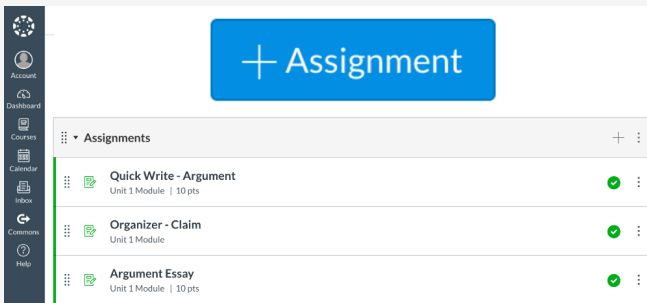 + Assignment
Account
Dashboard
Courses
Calendar
Inbox
Commons
Help
Assignments
Quick Write - Argument
Unit 1 Module | 10 pts
Organizer - Claim
Unit 1 Module
Argument Essay
Unit 1 Module | 10 pts